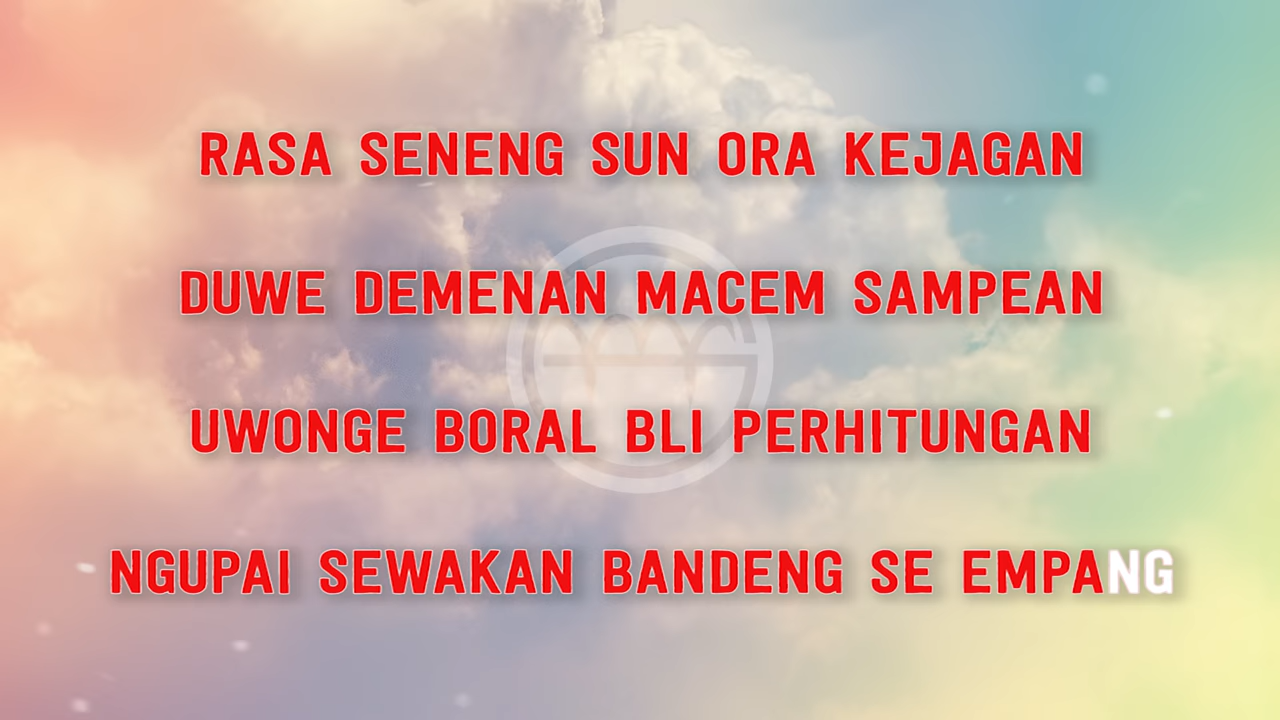 RASA SENENG SUN ORA KEJAGAN
DUWE DEMENAN MACEM SAMPEAN
UWONGE BORAL BLI PERHITUNGAN
NGUPAI SEWAKAN BANDENG SE EMPANG